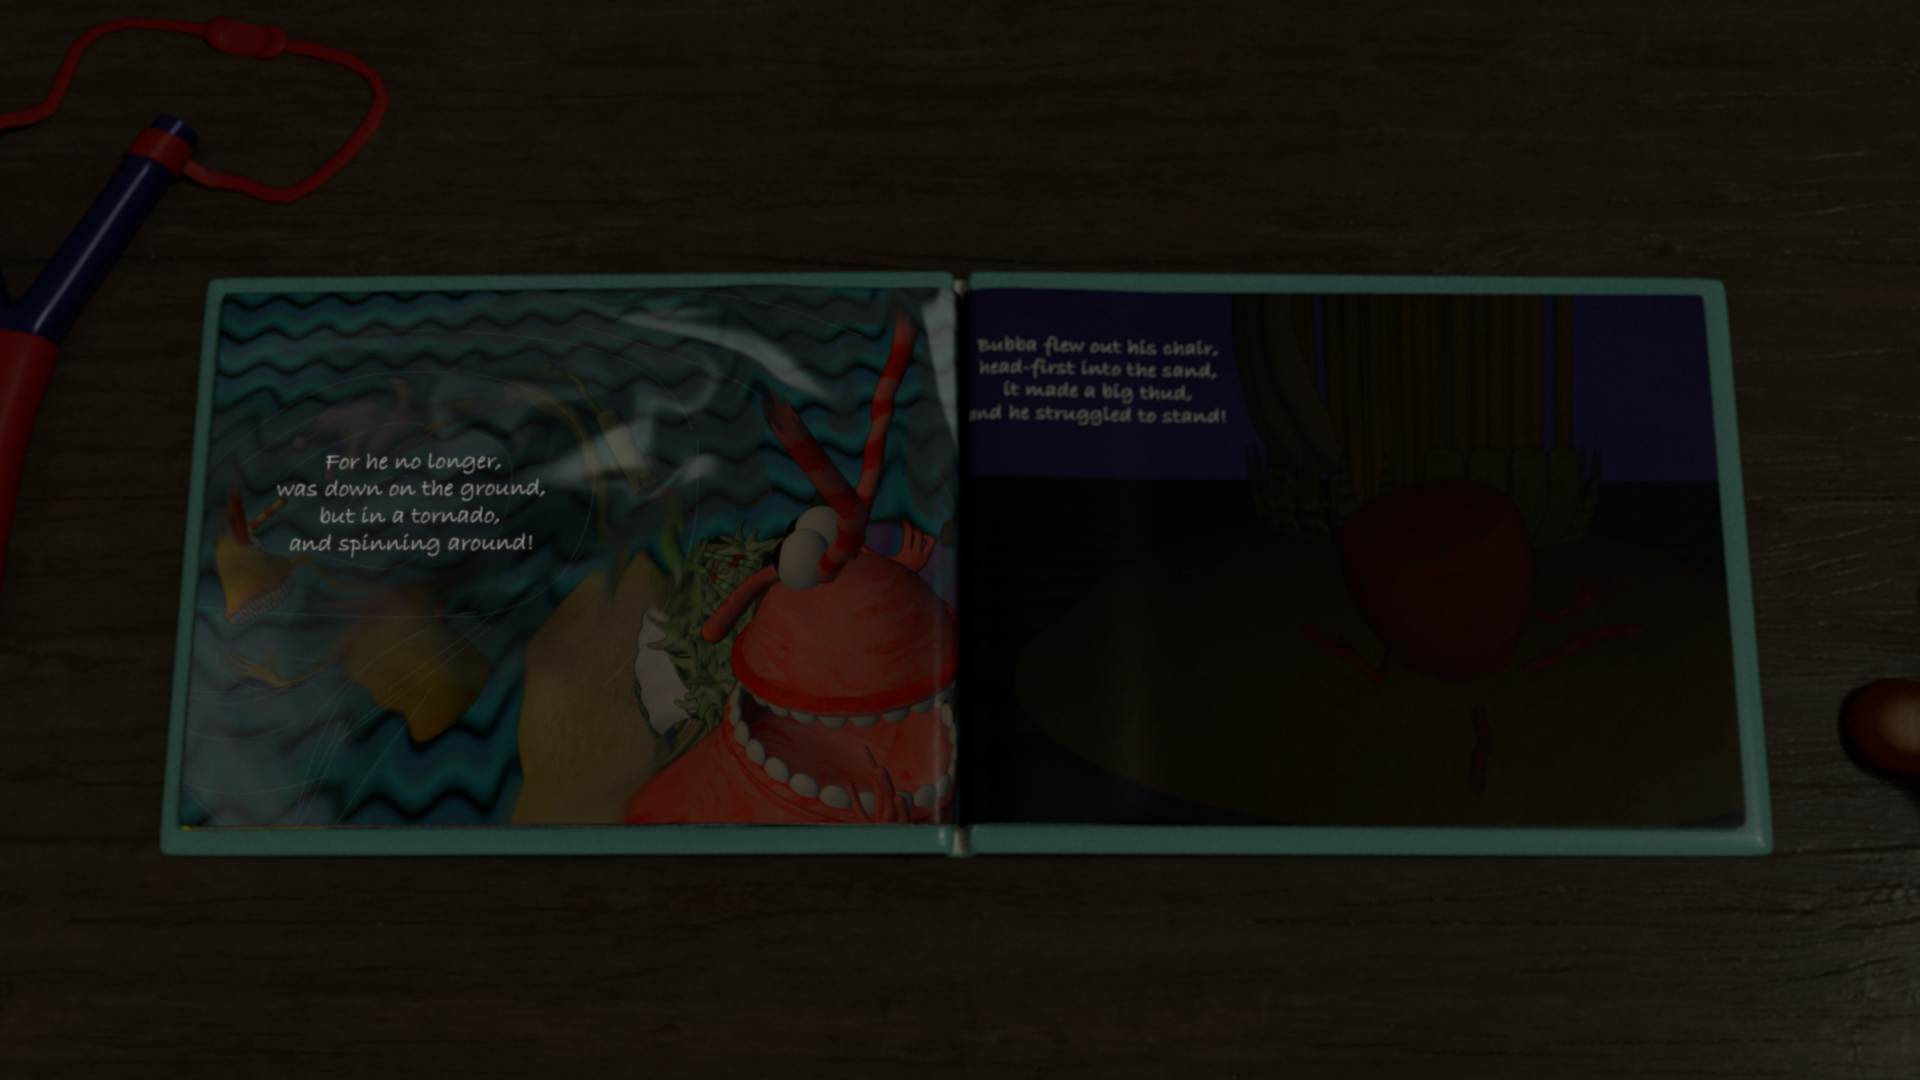 For he no longer,
was down on the ground,
but in a tornado,
and spinning around!
Bubba flew out his chair,
head-first into the sand,
it made a big thud,
and he struggled to stand!